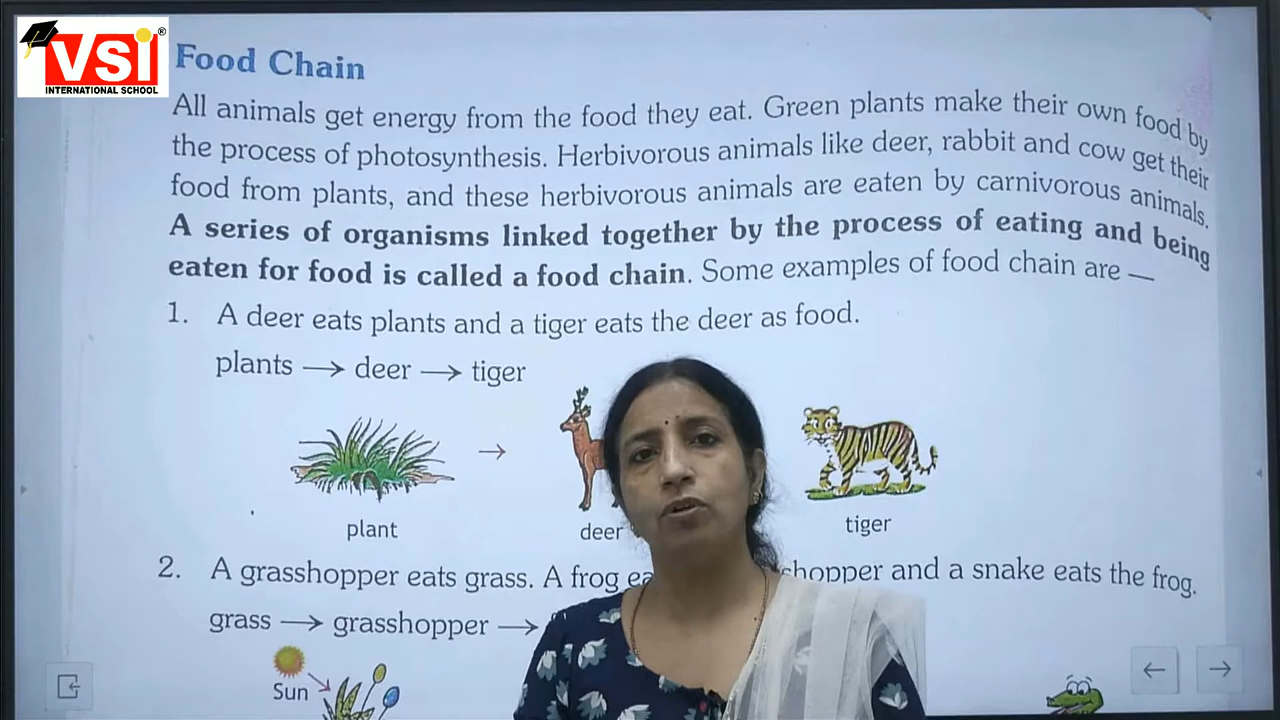 VSI®
INTERNATIONAL SCHOOL
Food Chain
All animals get energy from the food they eat. Green plants make their own food by
the process of photosynthesis. Herbivorous animals like deer, rabbit and cow get their
food from plants, and these herbivorous animals are eaten by carnivorous animals.
A series of organisms linked together by the process of eating and being
eaten for food is called a food chain. Some examples of food chain are —
1. A deer eats plants and a tiger eats the deer as food.
plants → deer → tiger
→
plant
deer
tiger
2. A grasshopper eats grass. A frog ea shopper and a snake eats the frog.
grass → grasshopper →
Sun